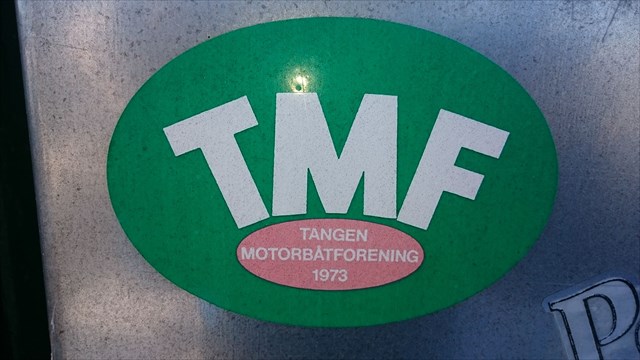 TMF
TANGEN
MOTORBÅTFORENING
1973
P